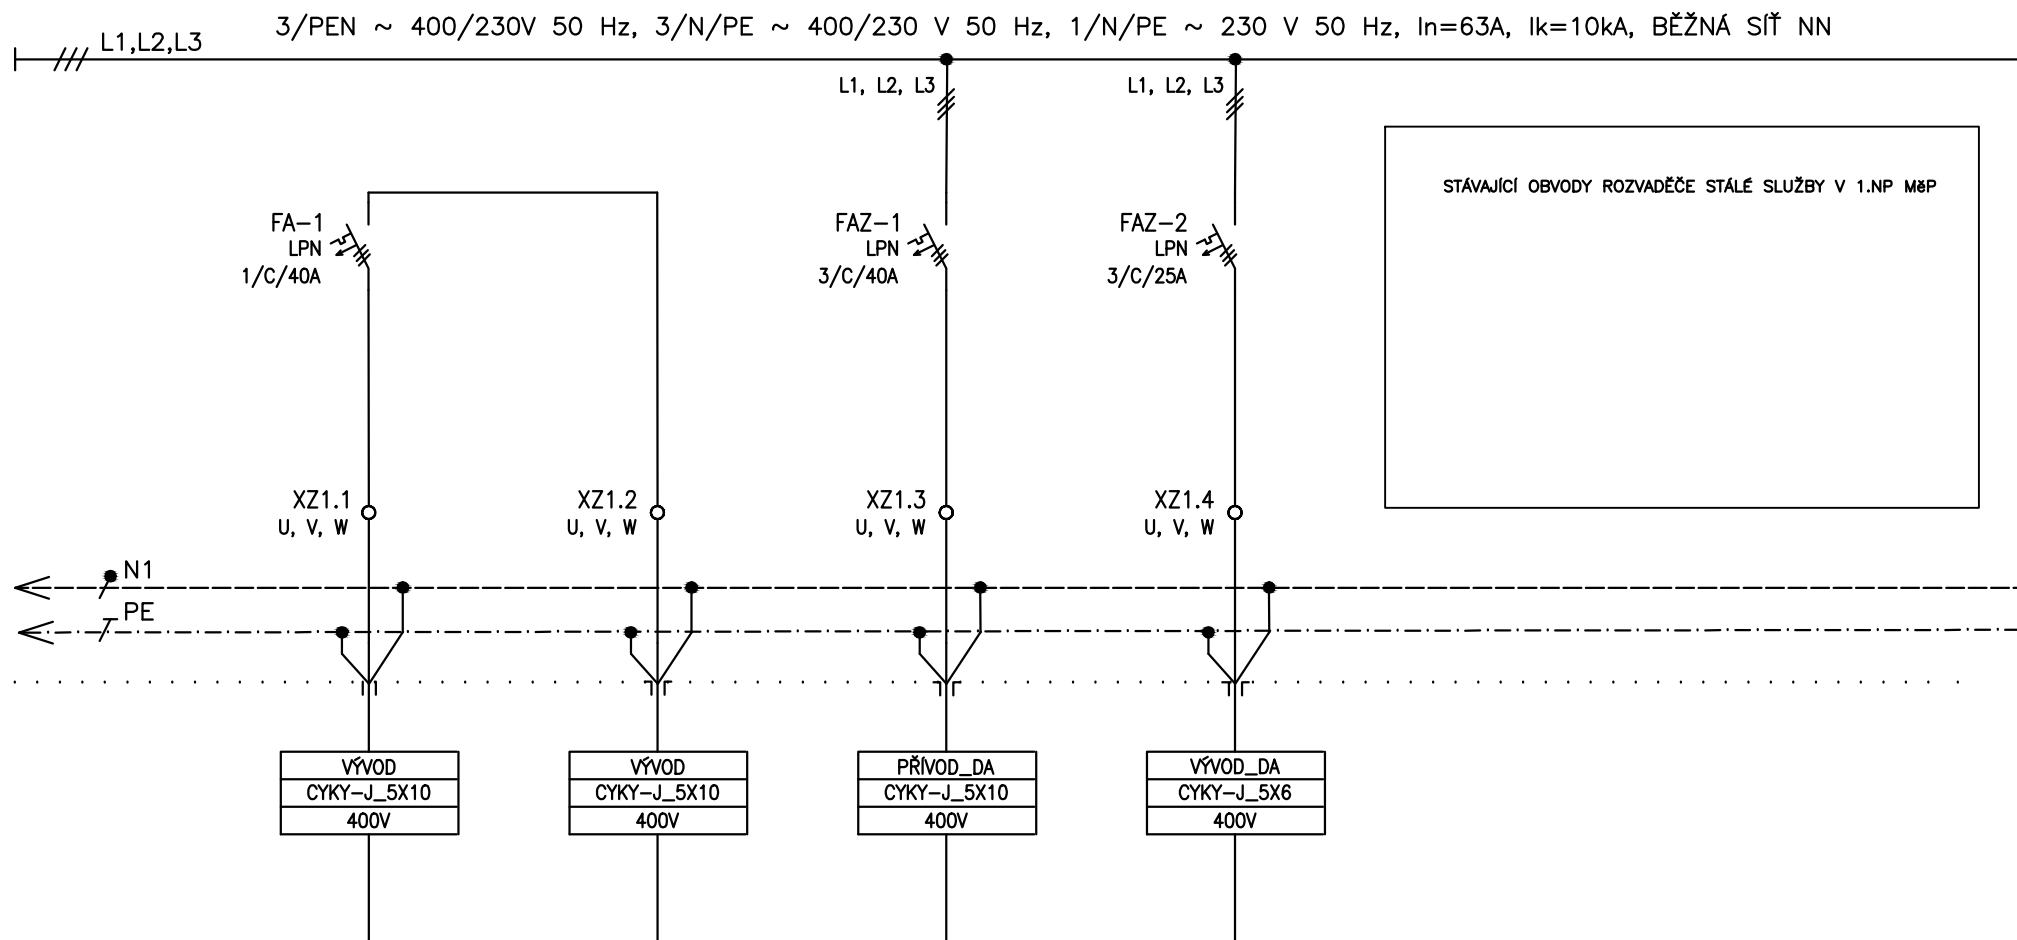 3/PEN ~ 400/230V 50 Hz, 3/N/PE ~ 400/230 V 50 Hz, 1/N/PE ~ 230 V 50 Hz, In=63A, Ik=10kA, BĚŽNÁ SÍŤ NN
L1,L2,L3
L1, L2, L3
L1, L2, L3
STÁVAJÍCÍ OBVODY ROZVADĚČE STÁLÉ SLUŽBY V 1.NP MěP
FA-1
LPN
1/C/40A
FAZ-1
LPN
3/C/40A
FAZ-2
LPN
3/C/25A
XZ1.1
U, V, W
XZ1.2
U, V, W
XZ1.3
U, V, W
XZ1.4
U, V, W
N1
PE
VÝVOD
CYKY-J_5X10
400V
VÝVOD
CYKY-J_5X10
400V
PŘÍVOD_DA
CYKY-J_5X10
400V
VÝVOD_DA
CYKY-J_5X6
400V